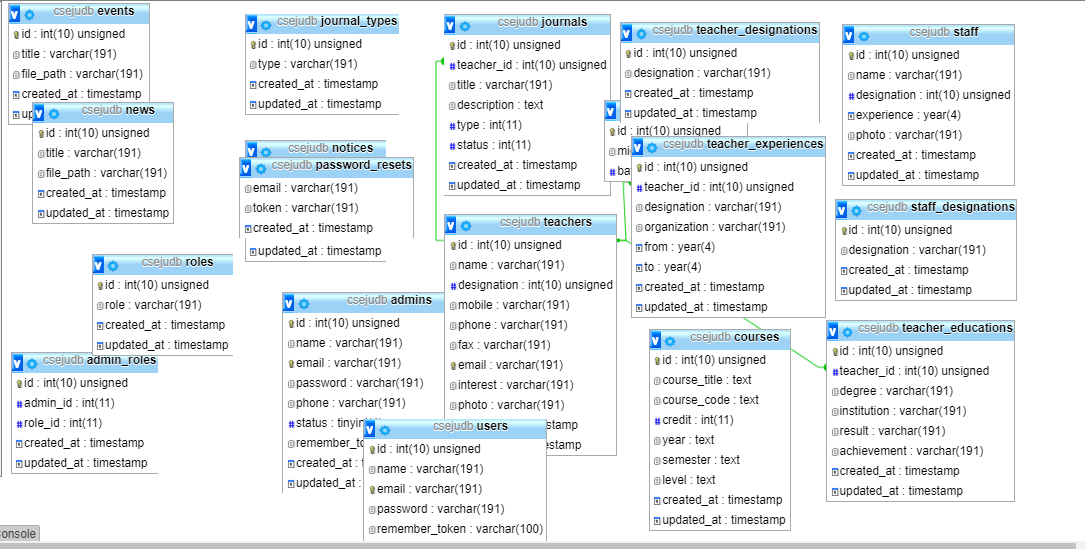 csejudb events
id : int(10) unsigned
title : varchar(191)
file_path : varchar(191)
created_at : timestamp
csejudb news
id : int(10) unsigned
title : varchar(191)
file_path : varchar(191)
created_at : timestamp
updated_at : timestamp
csejudb roles
id : int(10) unsigned
role : varchar(191)
created_at : timestamp
updated_at : timestamp
csejudb admin_roles
id : int(10) unsigned
admin_id : int(11)
role_id : int(11)
created_at : timestamp
updated_at : timestamp
csejudb journal_types
id : int(10) unsigned
type : varchar(191)
created_at : timestamp
updated_at : timestamp
csejudb notices
csejudb password_resets
email : varchar(191)
token : varchar(191)
created_at : timestamp
updated_at : timestamp
csejudb admins
id : int(10) unsigned
name : varchar(191)
email : varchar(191)
password : varchar(191)
phone : varchar(191)
status :
created_at :
updated_at :
csejudb users
id : int(10) unsigned
name : varchar(191)
email : varchar(191)
password : varchar(191)
remember_token : varchar(100)
csejudb journals
id : int(10) unsigned
teacher_id : int(10) unsigned
title : varchar(191)
description : text
type : int(11)
status : int(11)
created_at : timestamp
updated_at : timestamp
csejudb teachers
id : int(10) unsigned
name : varchar(191)
designation : int(10) unsigned
mobile : varchar(191)
phone : varchar(191)
fax : varchar(191)
email : varchar(191)
interest : varchar(191)
photo : varchar(191)
csejudb teacher_designations
id : int(10) unsigned
designation : varchar(191)
created_at : timestamp
updated_at : timestamp
id : int(10) unsigned
csejudb teacher_experiences
id : int(10) unsigned
teacher_id : int(10) unsigned
designation : varchar(191)
organization : varchar(191)
from : year(4)
to : year(4)
created_at : timestamp
updated_at : timestamp
csejudb courses
id : int(10) unsigned
course_title : text
course_code : text
credit : int(11)
year : text
semester : text
level : text
created_at : timestamp
updated_at : timestamp
csejudb staff
id : int(10) unsigned
name : varchar(191)
designation : int(10) unsigned
experience : year(4)
photo : varchar(191)
created_at : timestamp
updated_at : timestamp
csejudb staff_designations
id : int(10) unsigned
designation : varchar(191)
created_at : timestamp
updated_at : timestamp
csejudb teacher_educations
id : int(10) unsigned
teacher_id : int(10) unsigned
degree : varchar(191)
institution : varchar(191)
result : varchar(191)
achievement : varchar(191)
created_at : timestamp
updated_at : timestamp
onsole